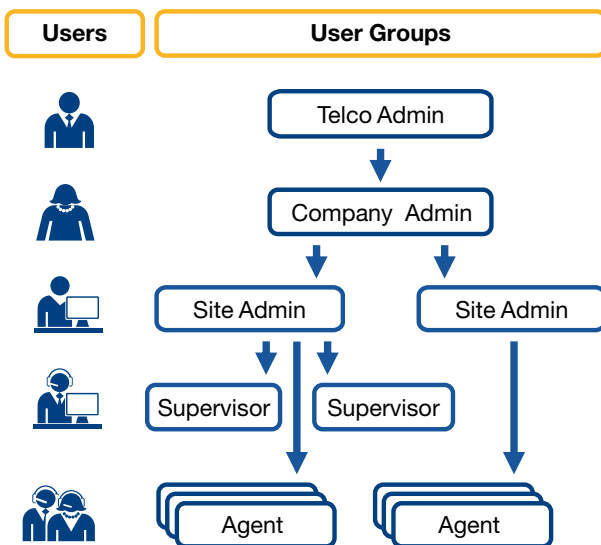 Users
User Groups
Telco Admin
Company Admin
Site Admin
Site Admin
Supervisor
Supervisor
Agent
Agent